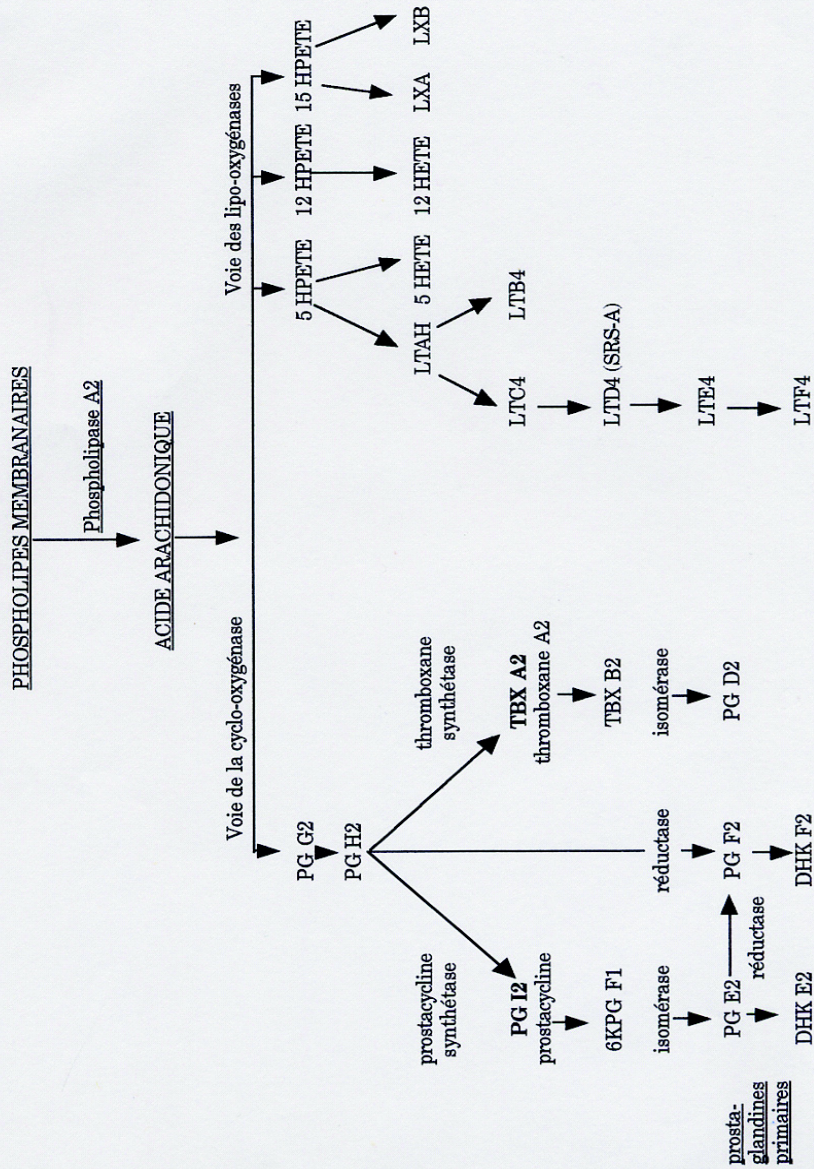 PHOSPHOLIPES MEMBRANAIRES
Phospholipase A2
ACIDE ARACHIDONIQUE
Voie de la cyclo-oxygénase
Voie des lipo-oxygénases
PG G2
5 HPETE 12 HPETE 15 HPETE
PG H2
prostacycline
synthétase
thromboxane
synthétase
LTAH 5 HETE 12 HETE LXA LXB
PG I2
prostacycline
TBX A2
thromboxane A2
LTC4 LTB4
6KPG F1
TBX B2
LTD4 (SRS-A)
isomérase
réductase
isomérase
LTE4
prosta-
glandines
primaires
PG E2
PG F2
PG D2
réductase
DHK E2
DHK F2
LTF4